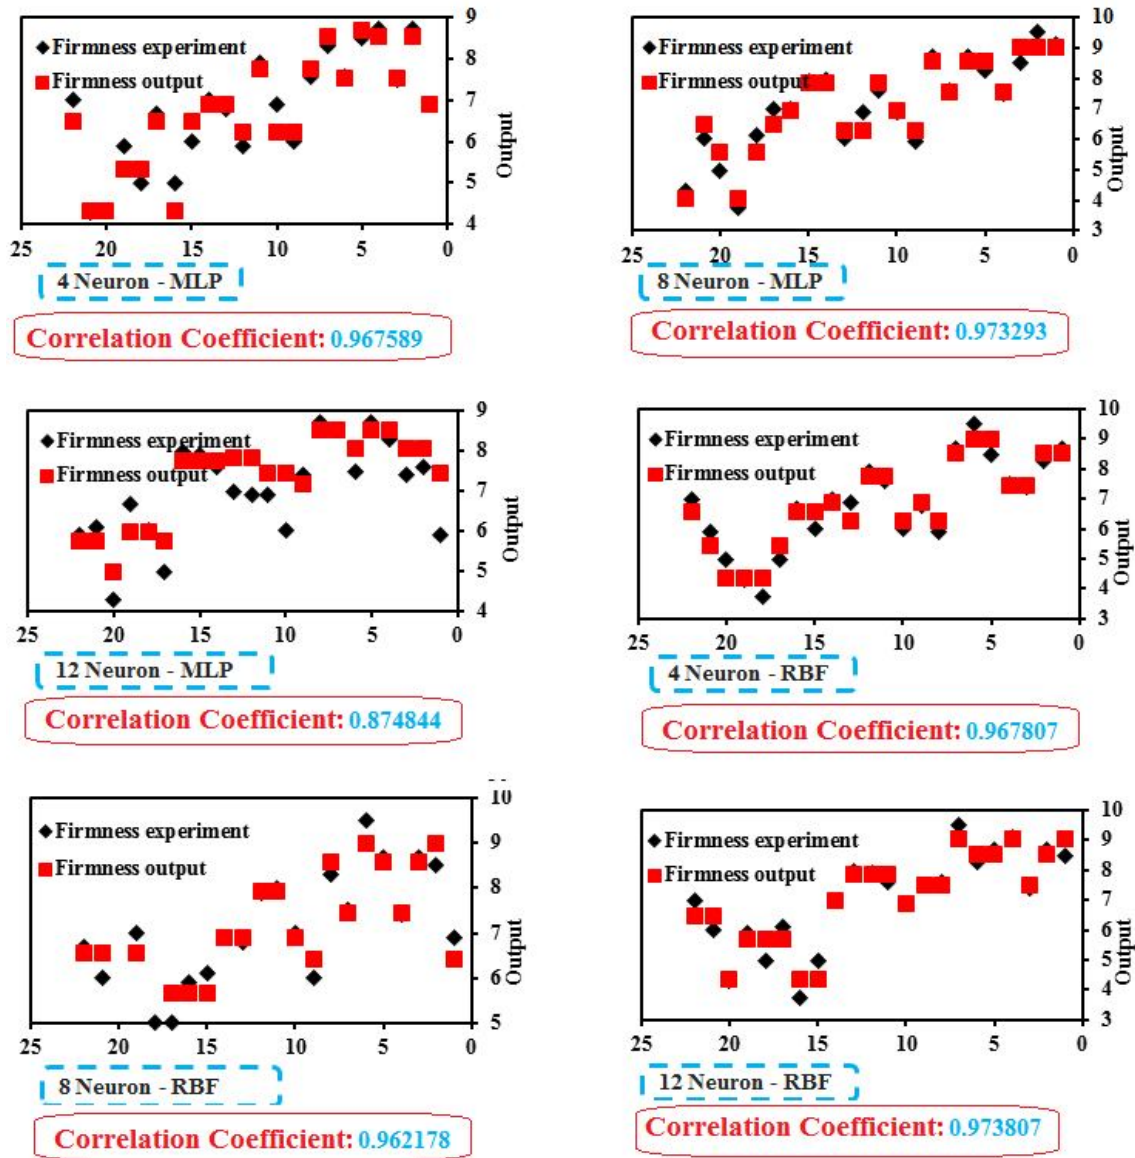 9
8
7
6
5
4
Output
◆ Firmness experiment
■ Firmness output
25 20 15 10 5 0
4 Neuron - MLP
Correlation Coefficient: 0.967589
10
9
8
7
6
5
4
3
Output
◆ Firmness experiment
■ Firmness output
25 20 15 10 5 0
8 Neuron - MLP
Correlation Coefficient: 0.973293
9
8
7
6
5
4
Output
◆ Firmness experiment
■ Firmness output
25 20 15 10 5 0
12 Neuron - MLP
Correlation Coefficient: 0.874844
10
9
8
7
6
5
4
3
Output
◆ Firmness experiment
■ Firmness output
25 20 15 10 5 0
4 Neuron - RBF
Correlation Coefficient: 0.967807
10
9
8
7
6
5
Output
◆ Firmness experiment
■ Firmness output
25 20 15 10 5 0
8 Neuron - RBF
Correlation Coefficient: 0.962178
10
9
8
7
6
5
4
3
Output
◆ Firmness experiment
■ Firmness output
25 20 15 10 5 0
12 Neuron - RBF
Correlation Coefficient: 0.973807